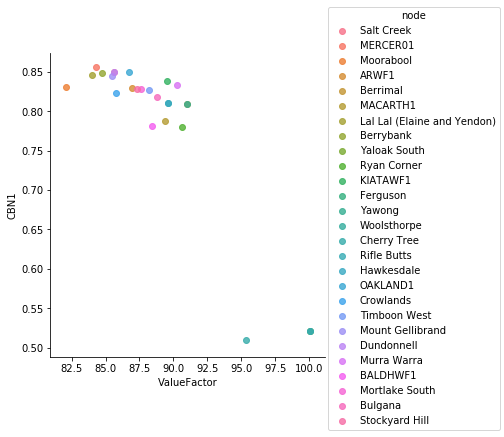 node
Salt Creek
MERCER01
Moorabool
ARWF1
Berrimal
MACARTH1
Lal Lal (Elaine and Yendon)
Berrybank
Yaloak South
Ryan Corner
KIATAWF1
Ferguson
Yawong
Woolsthorpe
Cherry Tree
Rifle Butts
Hawkesdale
OAKLAND1
Crowlands
Timboon West
Mount Gellibrand
Dundonnell
Murra Warra
BALDHWF1
Mortlake South
Bulgana
Stockyard Hill
CBN1
0.85
0.80
0.75
0.70
0.65
0.60
0.55
0.50
82.5 85.0 87.5 90.0 92.5 95.0 97.5 100.0
ValueFactor